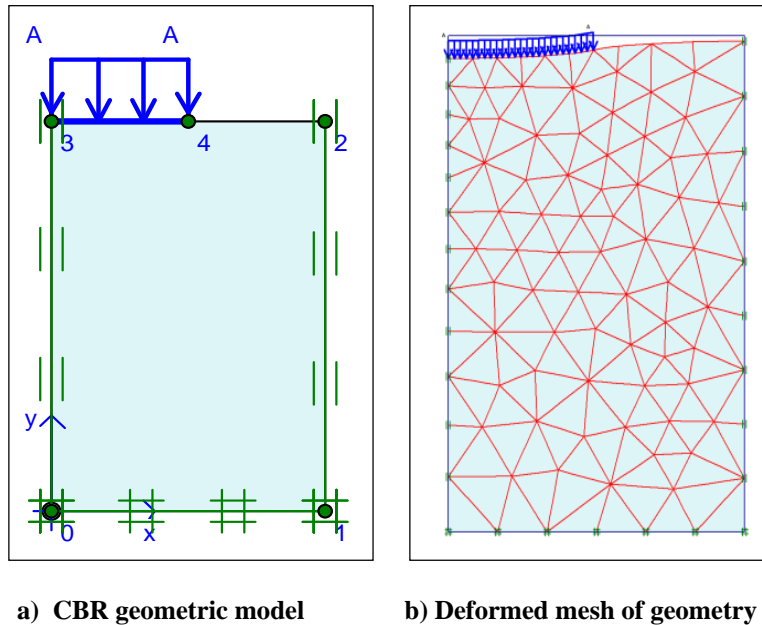 A A
A A
3 4 2
y
0 x 1
a) CBR geometric model
b) Deformed mesh of geometry